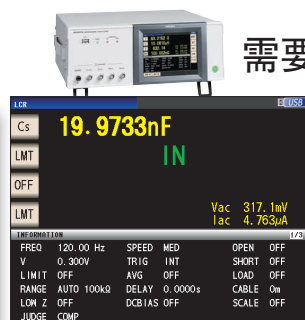 需要
LCR
USB
Cs 19.9733nF
LMT IN
OFF
LMT
Vac 317.1mV
Iac 4.763µA
INFORMATION 1/3
FREQ 120.00 Hz SPEED MED OPEN OFF
V 0.300V TRIG INT SHORT OFF
LIMIT OFF AVG OFF LOAD OFF
RANGE AUTO 100kΩ DELAY 0.0000s CABLE 0m
LOW Z OFF DCBIAS OFF SCALE OFF
JUDGE COMP